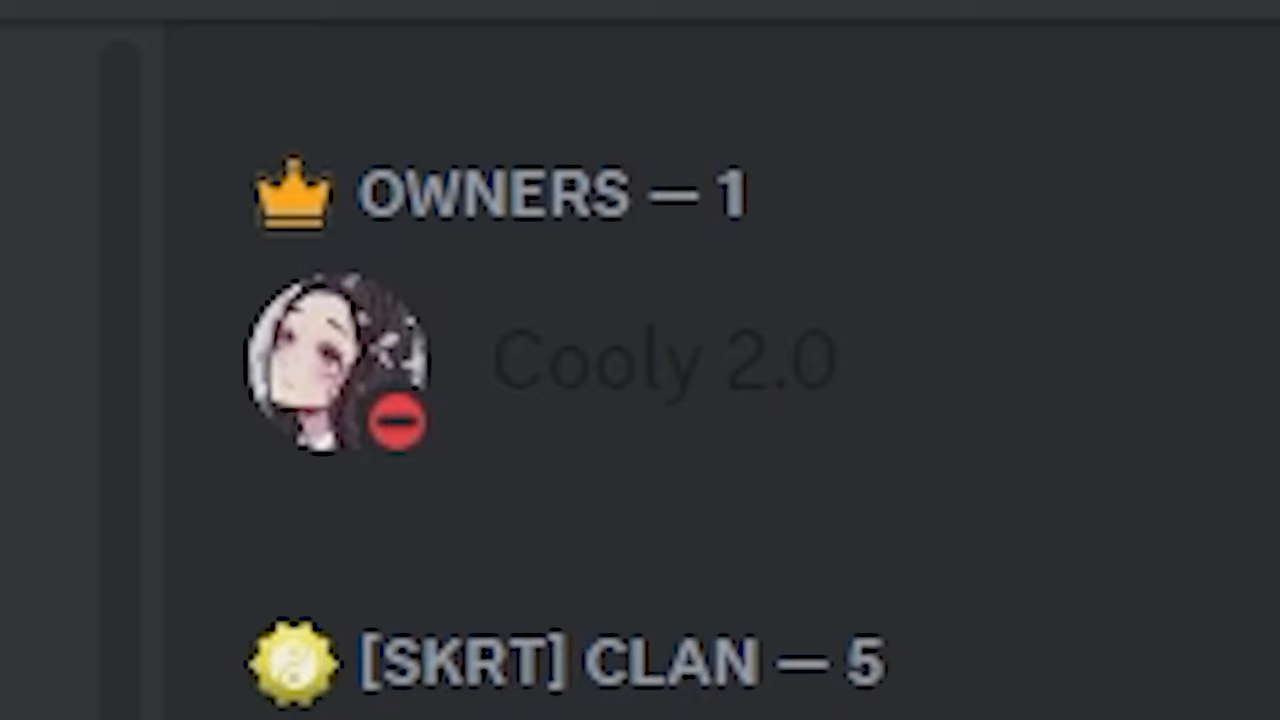 OWNERS — 1
Cooly 2.0
[SKRT] CLAN — 5